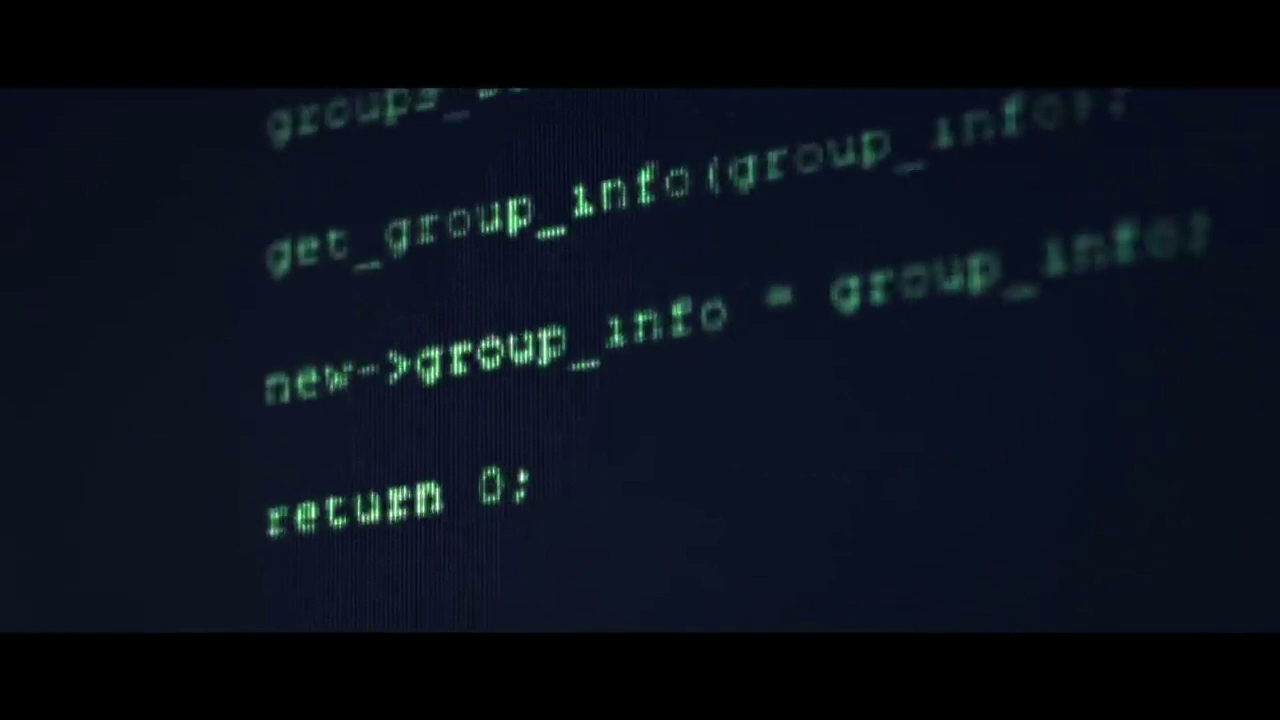 get_group_info(group_info);
new->group_info = group_info;
return 0;